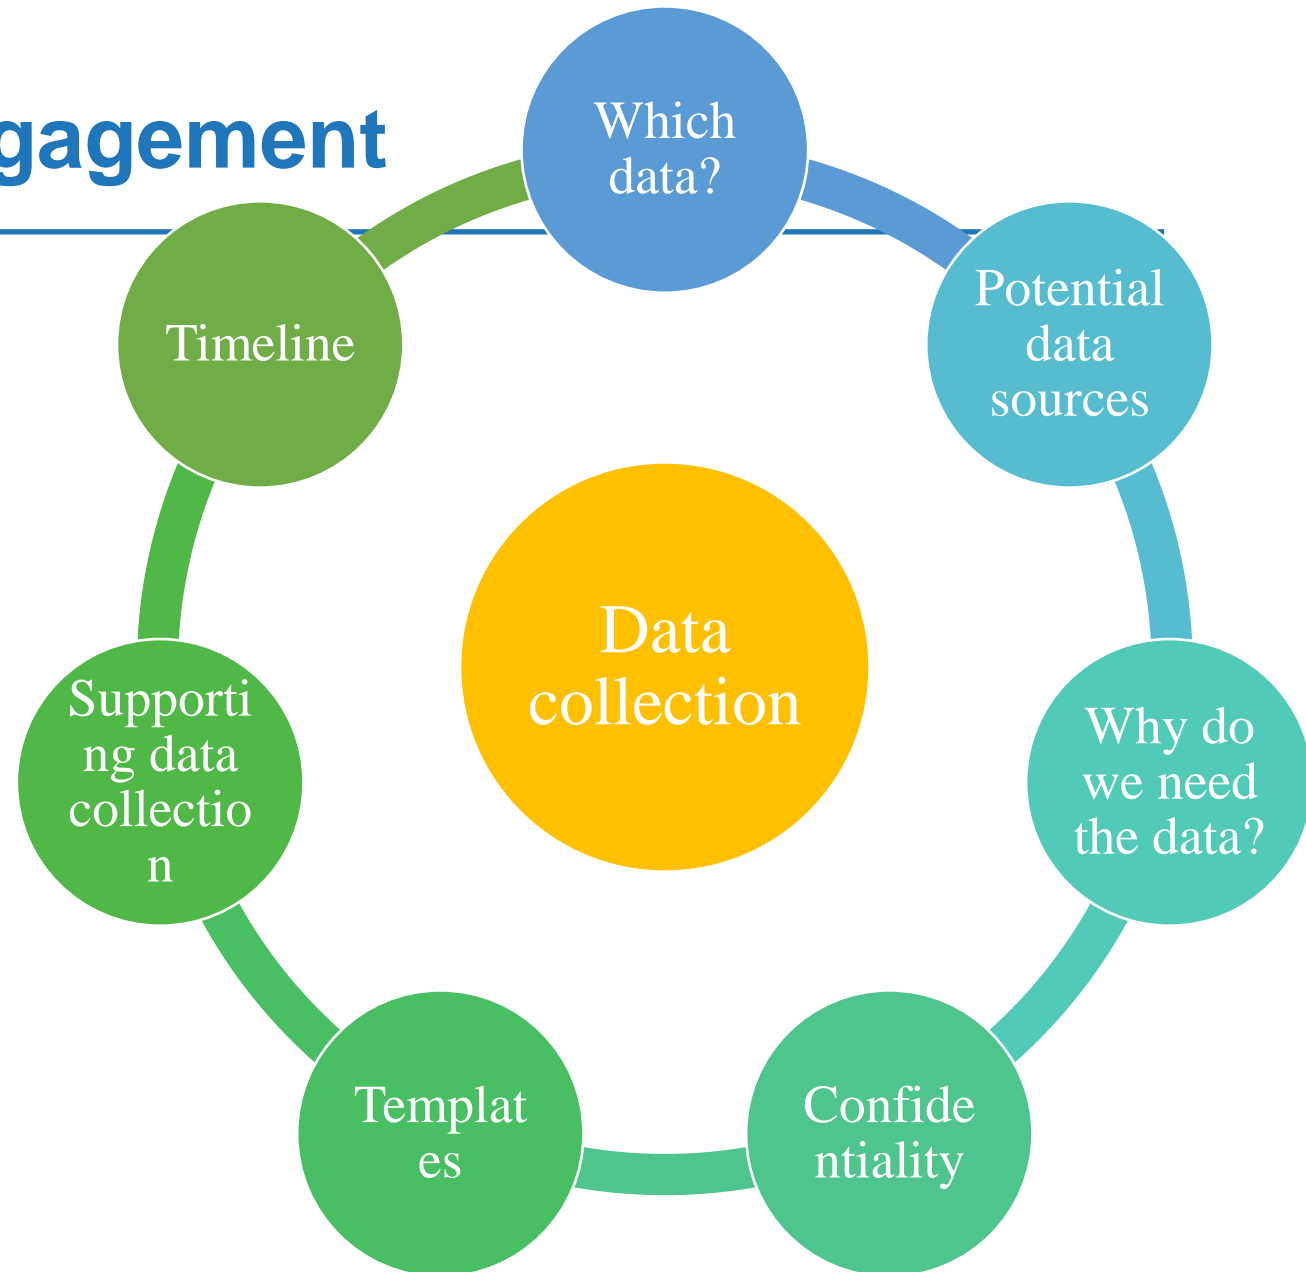 gagement
Which
data?
Potential
data
sources
Why do
we need
the data?
Confide
ntiality
Templat
es
Supporti
ng data
collectio
n
Timeline
Data
collection